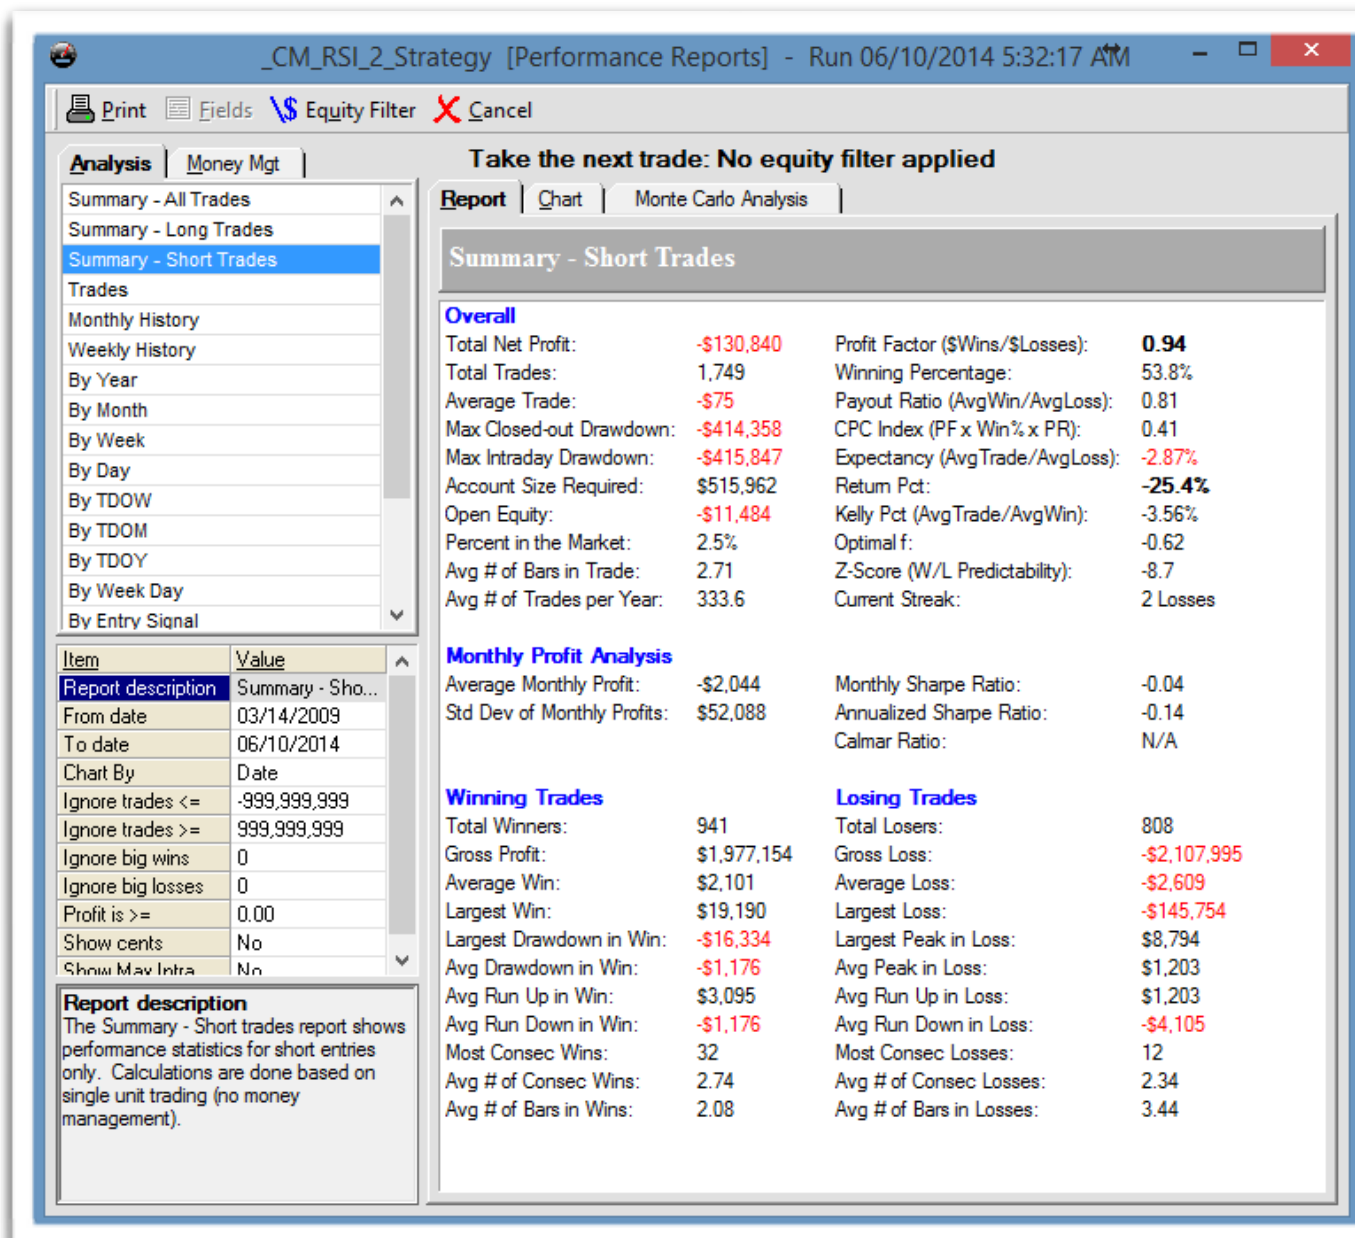 _CM_RSI_2_Strategy [Performance Reports] - Run 06/10/2014 5:32:17 AM
Print Fields \$ Equity Filter Cancel
Analysis Money Mgt
Take the next trade: No equity filter applied
Summary - All Trades
Summary - Long Trades
Summary - Short Trades
Trades
Monthly History
Weekly History
By Year
By Month
By Week
By Day
By TDOW
By TDOM
By TDOY
By Week Day
By Entry Signal
Item Value
Report description Summary - Sho...
From date 03/14/2009
To date 06/10/2014
Chart By Date
Ignore trades <= -999,999,999
Ignore trades >= 999,999,999
Ignore big wins 0
Ignore big losses 0
Profit is >= 0.00
Show cents No
Show Max Intra No
Report description
The Summary - Short trades report shows
performance statistics for short entries
only. Calculations are done based on
single unit trading (no money
management).
Report Chart Monte Carlo Analysis
Summary - Short Trades
Overall
Total Net Profit: -$130,840 Profit Factor ($Wins/$Losses): 0.94
Total Trades: 1,749 Winning Percentage: 53.8%
Average Trade: -$75 Payout Ratio (AvgWin/AvgLoss): 0.81
Max Closed-out Drawdown: -$414,358 CPC Index (PF x Win% x PR): 0.41
Max Intraday Drawdown: -$415,847 Expectancy (AvgTrade/AvgLoss): -2.87%
Account Size Required: $515,962 Return Pct: -25.4%
Open Equity: -$11,484 Kelly Pct (AvgTrade/AvgWin): -3.56%
Percent in the Market: 2.5% Optimal f: -0.62
Avg # of Bars in Trade: 2.71 Z-Score (W/L Predictability): -8.7
Avg # of Trades per Year: 333.6 Current Streak: 2 Losses
Monthly Profit Analysis
Average Monthly Profit: -$2,044 Monthly Sharpe Ratio: -0.04
Std Dev of Monthly Profits: $52,088 Annualized Sharpe Ratio: -0.14
Calmar Ratio: N/A
Winning Trades Losing Trades
Total Winners: 941 Total Losers: 808
Gross Profit: $1,977,154 Gross Loss: -$2,107,995
Average Win: $2,101 Average Loss: -$2,609
Largest Win: $19,190 Largest Loss: -$145,754
Largest Drawdown in Win: -$16,334 Largest Peak in Loss: $8,794
Avg Drawdown in Win: -$1,176 Avg Peak in Loss: $1,203
Avg Run Up in Win: $3,095 Avg Run Up in Loss: $1,203
Avg Run Down in Win: -$1,176 Avg Run Down in Loss: -$4,105
Most Consec Wins: 32 Most Consec Losses: 12
Avg # of Consec Wins: 2.74 Avg # of Consec Losses: 2.34
Avg # of Bars in Wins: 2.08 Avg # of Bars in Losses: 3.44